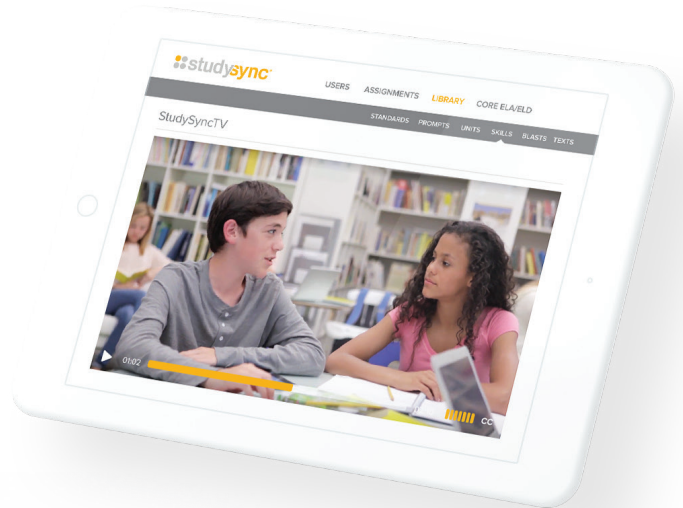 studysync
USERS ASSIGNMENTS LIBRARY CORE ELA/ELD
STANDARDS PROMPTS UNITS SKILLS BLASTS TEXTS
StudySyncTV
01:02
CC